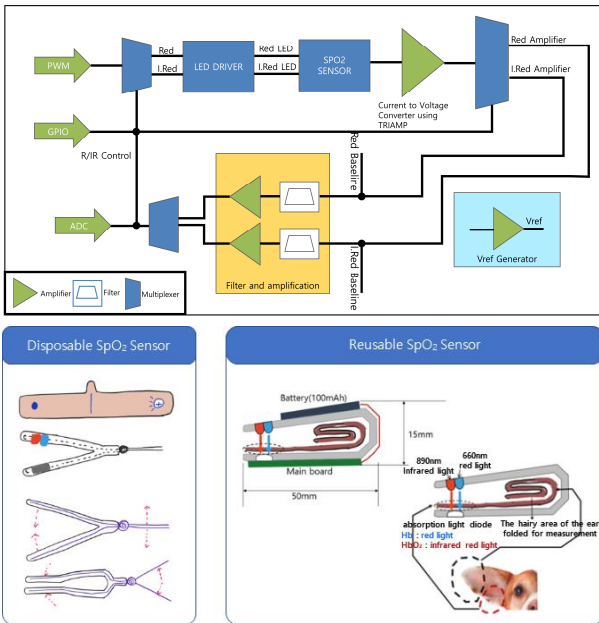 PWM
GPIO
ADC
Red
I.Red
LED DRIVER
Red LED
I.Red LED
SPO2
SENSOR
Current to Voltage
Converter using
TRIAMP
Red Amplifier
I.Red Amplifier
R/IR Control
Red Baseline
I.Red Baseline
Filter and amplification
Vref
Vref Generator
Amplifier
Filter
Multiplexer
Disposable SpO₂ Sensor
Reusable SpO₂ Sensor
Battery(100mAh)
15mm
Main board
50mm
890nm
Infrared light
660nm
red light
absorption light diode
Hb : red light
HbO₂ : infrared red light
The hairy area of the ear
folded for measurement